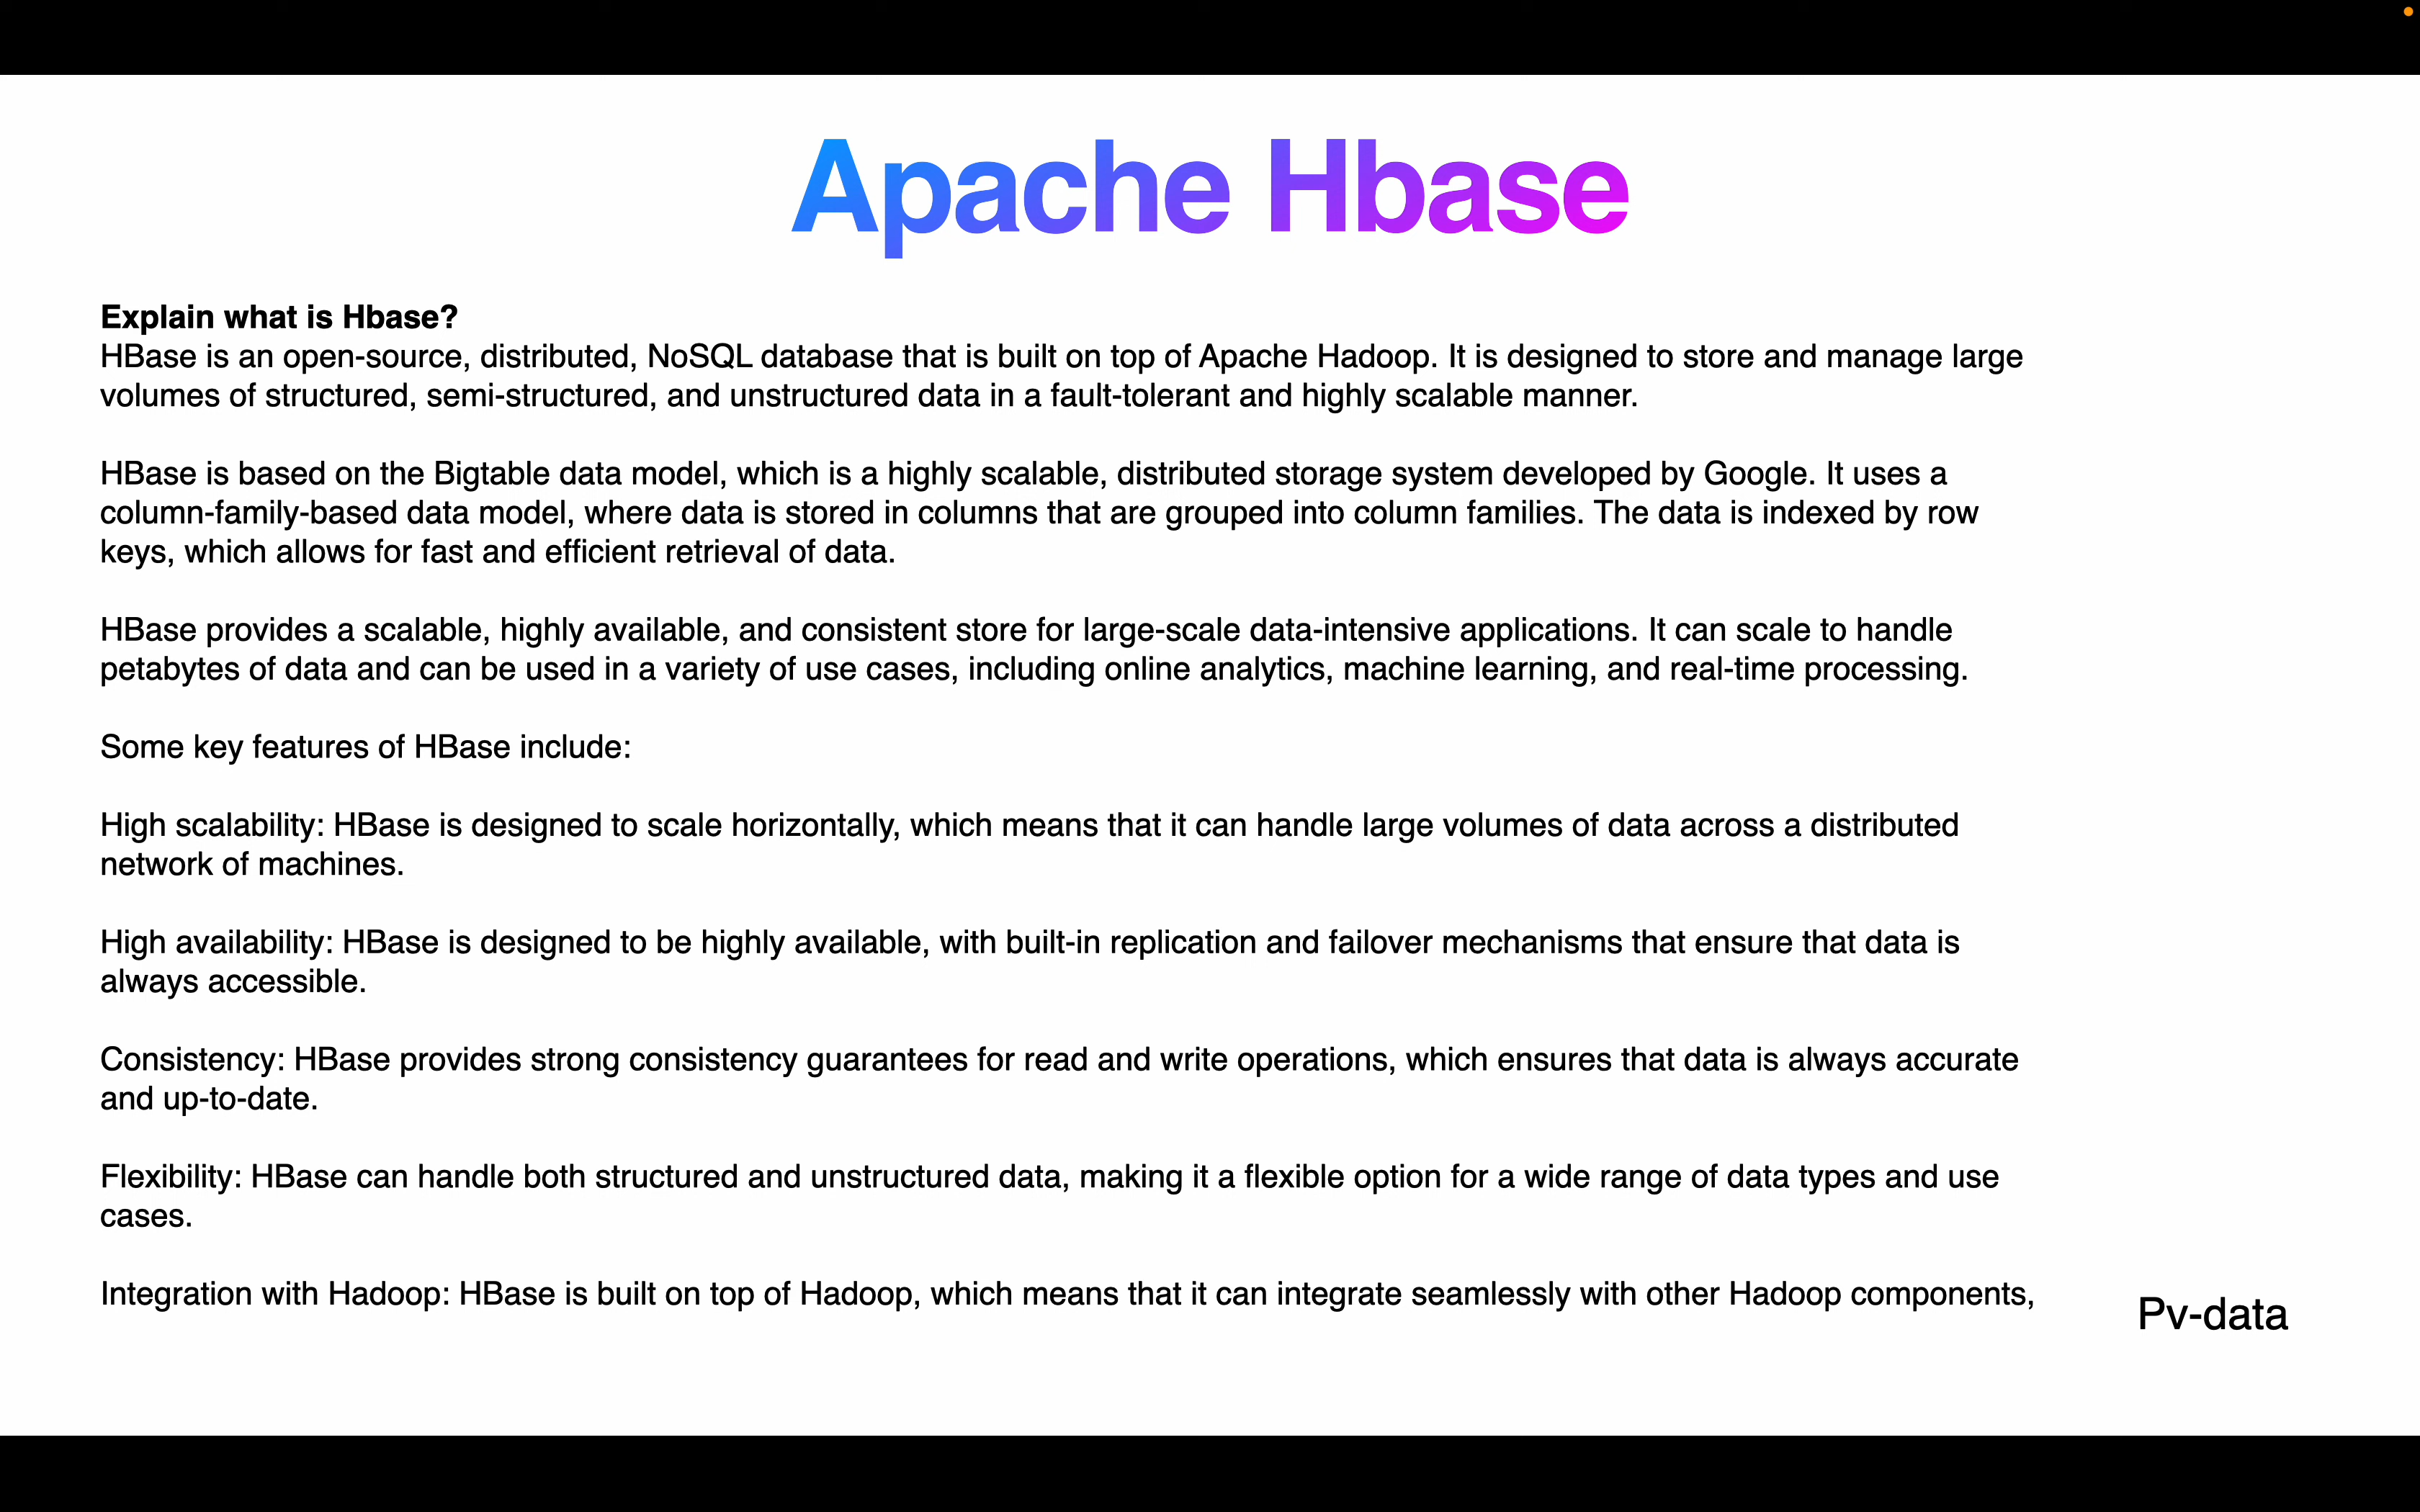 Apache Hbase
Explain what is Hbase?
HBase is an open-source, distributed, NoSQL database that is built on top of Apache Hadoop. It is designed to store and manage large
volumes of structured, semi-structured, and unstructured data in a fault-tolerant and highly scalable manner.
HBase is based on the Bigtable data model, which is a highly scalable, distributed storage system developed by Google. It uses a
column-family-based data model, where data is stored in columns that are grouped into column families. The data is indexed by row
keys, which allows for fast and efficient retrieval of data.
HBase provides a scalable, highly available, and consistent store for large-scale data-intensive applications. It can scale to handle
petabytes of data and can be used in a variety of use cases, including online analytics, machine learning, and real-time processing.
Some key features of HBase include:
High scalability: HBase is designed to scale horizontally, which means that it can handle large volumes of data across a distributed
network of machines.
High availability: HBase is designed to be highly available, with built-in replication and failover mechanisms that ensure that data is
always accessible.
Consistency: HBase provides strong consistency guarantees for read and write operations, which ensures that data is always accurate
and up-to-date.
Flexibility: HBase can handle both structured and unstructured data, making it a flexible option for a wide range of data types and use
cases.
Integration with Hadoop: HBase is built on top of Hadoop, which means that it can integrate seamlessly with other Hadoop components,
Pv-data